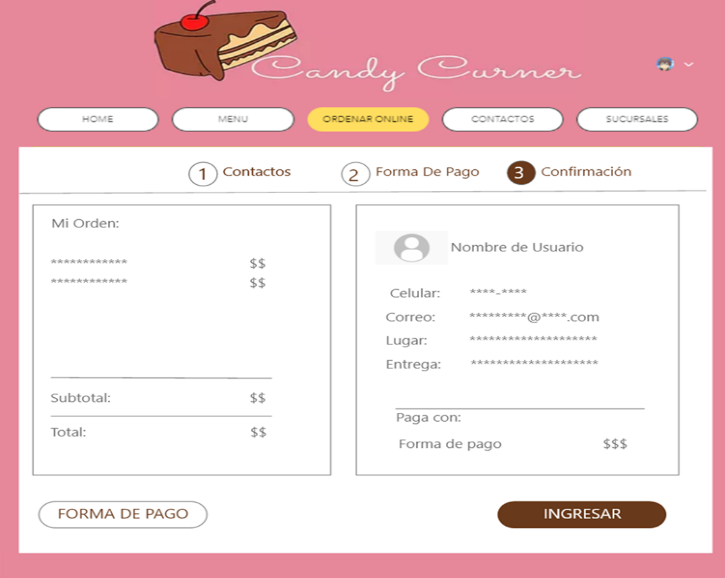 Candy Curner
HOME MENU ORDENAR ONLINE CONTACTOS SUCURSALES
1 Contactos 2 Forma De Pago 3 Confirmación
Mi Orden:
************ $$
************ $$
Subtotal: $$
Total: $$
Nombre de Usuario
Celular: ****-****
Correo: *********@****.com
Lugar: ********************
Entrega: ********************
Paga con:
Forma de pago $$$
FORMA DE PAGO INGRESAR